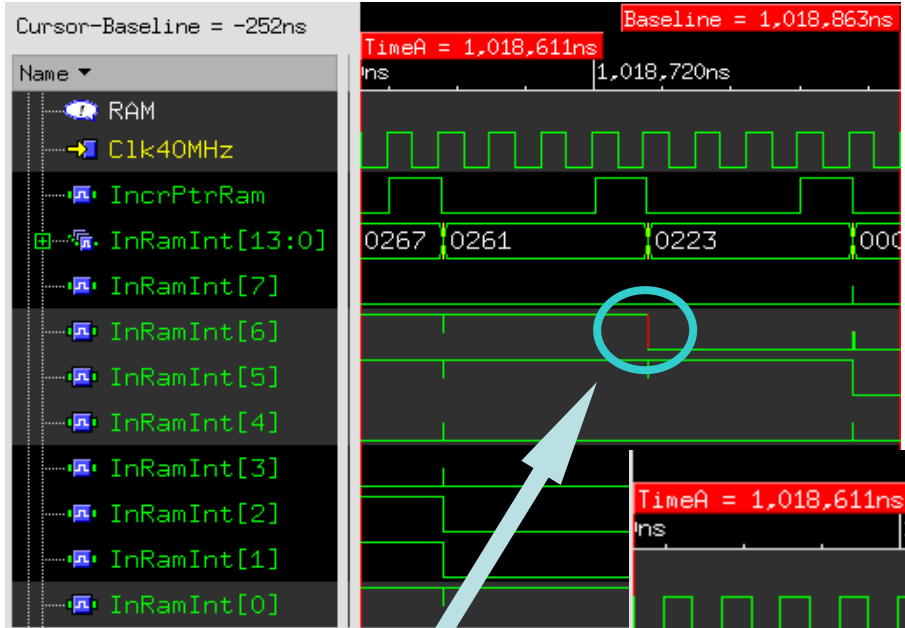 Cursor-Baseline = -252ns
Baseline = 1,018,863ns
TimeA = 1,018,611ns
Name
ns
1,018,720ns
RAM
Clk40MHz
IncrPtrRam
InRamInt[13:0]
0267
0261
0223
000
InRamInt[7]
InRamInt[6]
InRamInt[5]
InRamInt[4]
InRamInt[3]
InRamInt[2]
InRamInt[1]
InRamInt[0]
TimeA = 1,018,611ns
ns